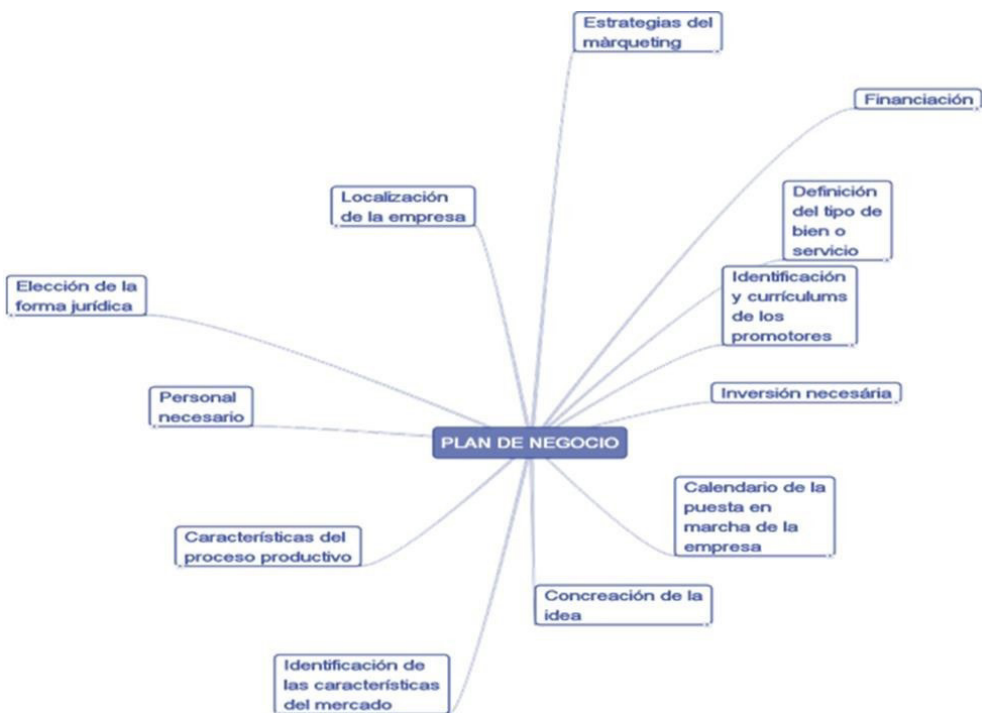 Estrategias del
màrqueting
Financiación
Localización
de la empresa
Definición
del tipo de
bien o
servicio
Elección de la
forma jurídica
Identificación
y currículums
de los
promotores
Personal
necesario
Inversión necesária
PLAN DE NEGOCIO
Calendario de la
puesta en
marcha de la
empresa
Características del
proceso productivo
Concreación de la
idea
Identificación de
las características
del mercado